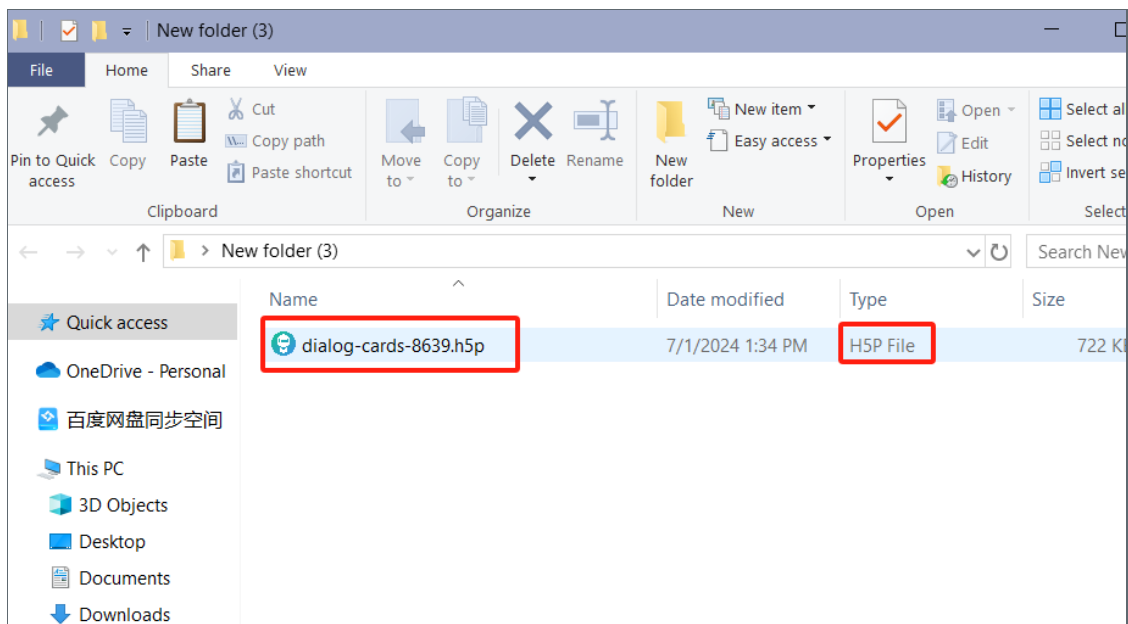 New folder (3)
File Home Share View
Pin to Quick access
Copy
Paste
Cut
Copy path
Paste shortcut
Clipboard
Move to
Copy to
Delete
Rename
Organize
New folder
New item
Easy access
New
Properties
Open
Edit
History
Open
Select al
Select no
Invert se
Select
New folder (3)
Search New
Name Date modified Type Size
dialog-cards-8639.h5p 7/1/2024 1:34 PM H5P File 722 K
Quick access
OneDrive - Personal
百度网盘同步空间
This PC
3D Objects
Desktop
Documents
Downloads